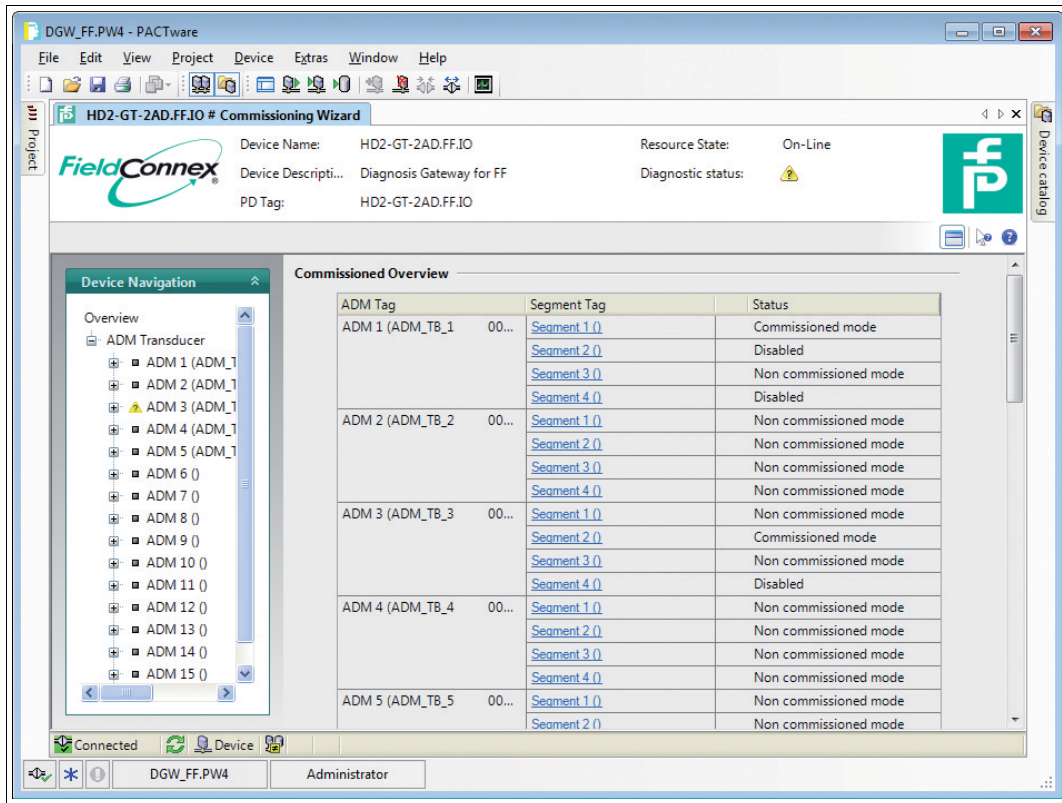 DGW_FF.PW4 - PACTware
File Edit View Project Device Extras Window Help
Project
HD2-GT-2AD.FF.IO # Commissioning Wizard
Device catalog
FieldConnex ®
Device Name: HD2-GT-2AD.FF.IO Resource State: On-Line
Device Descripti... Diagnosis Gateway for FF Diagnostic status:
PD Tag: HD2-GT-2AD.FF.IO
Device Navigation
Overview
ADM Transducer
ADM 1 (ADM_T
ADM 2 (ADM_T
ADM 3 (ADM_T
ADM 4 (ADM_T
ADM 5 (ADM_T
ADM 6 ()
ADM 7 ()
ADM 8 ()
ADM 9 ()
ADM 10 ()
ADM 11 ()
ADM 12 ()
ADM 13 ()
ADM 14 ()
ADM 15 ()
Commissioned Overview
ADM Tag Segment Tag Status
ADM 1 (ADM_TB_1 00... Segment 1 () Commissioned mode
Segment 2 () Disabled
Segment 3 () Non commissioned mode
Segment 4 () Disabled
ADM 2 (ADM_TB_2 00... Segment 1 () Non commissioned mode
Segment 2 () Non commissioned mode
Segment 3 () Non commissioned mode
Segment 4 () Non commissioned mode
ADM 3 (ADM_TB_3 00... Segment 1 () Non commissioned mode
Segment 2 () Commissioned mode
Segment 3 () Non commissioned mode
Segment 4 () Disabled
ADM 4 (ADM_TB_4 00... Segment 1 () Non commissioned mode
Segment 2 () Non commissioned mode
Segment 3 () Non commissioned mode
Segment 4 () Non commissioned mode
ADM 5 (ADM_TB_5 00... Segment 1 () Non commissioned mode
Segment 2 () Non commissioned mode
Connected Device
DGW_FF.PW4 Administrator